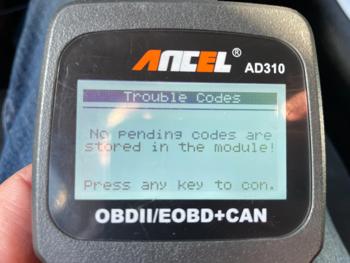 ANCEL®
AD310
Trouble Codes
No pending codes are
stored in the module!
Press any key to con.
OBDII/EOBD+CAN